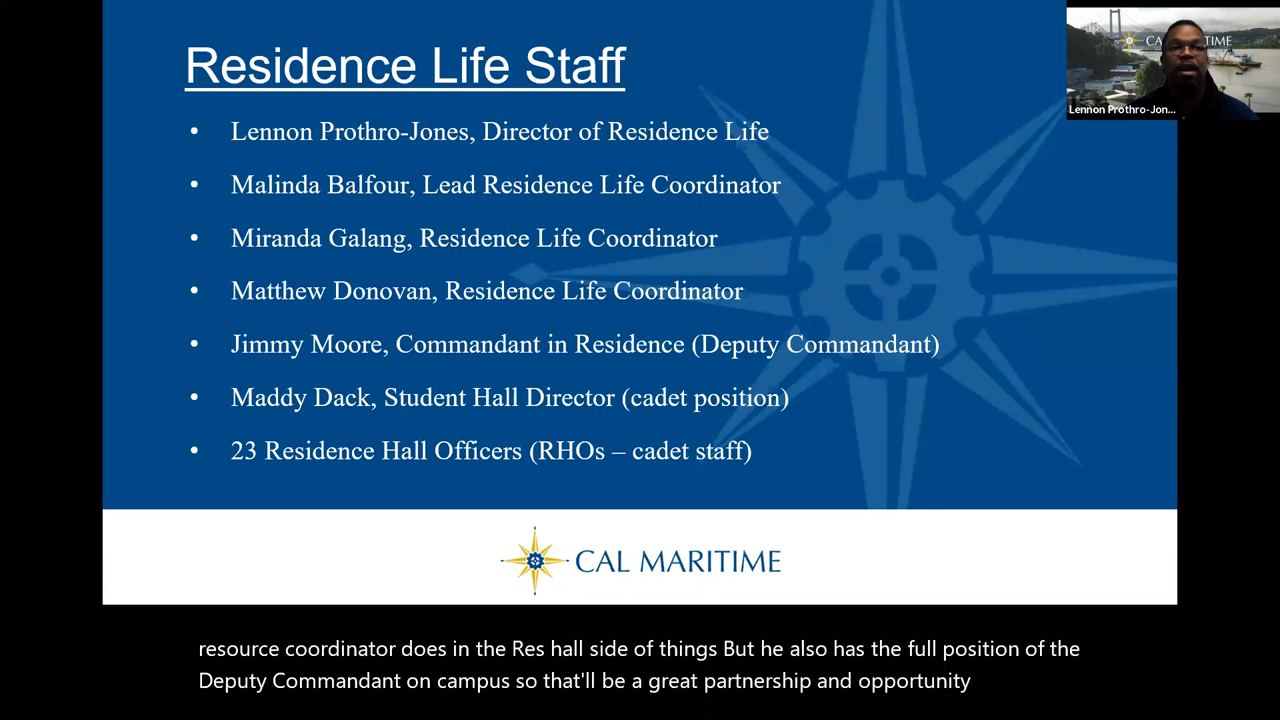 Residence Life Staff
• Lennon Prothro-Jones, Director of Residence Life
• Malinda Balfour, Lead Residence Life Coordinator
• Miranda Galang, Residence Life Coordinator
• Matthew Donovan, Residence Life Coordinator
• Jimmy Moore, Commandant in Residence (Deputy Commandant)
• Maddy Dack, Student Hall Director (cadet position)
• 23 Residence Hall Officers (RHOs – cadet staff)
CAL MARITIME
Lennon Prothro-Jon...
resource coordinator does in the Res hall side of things But he also has the full position of the
Deputy Commandant on campus so that'll be a great partnership and opportunity